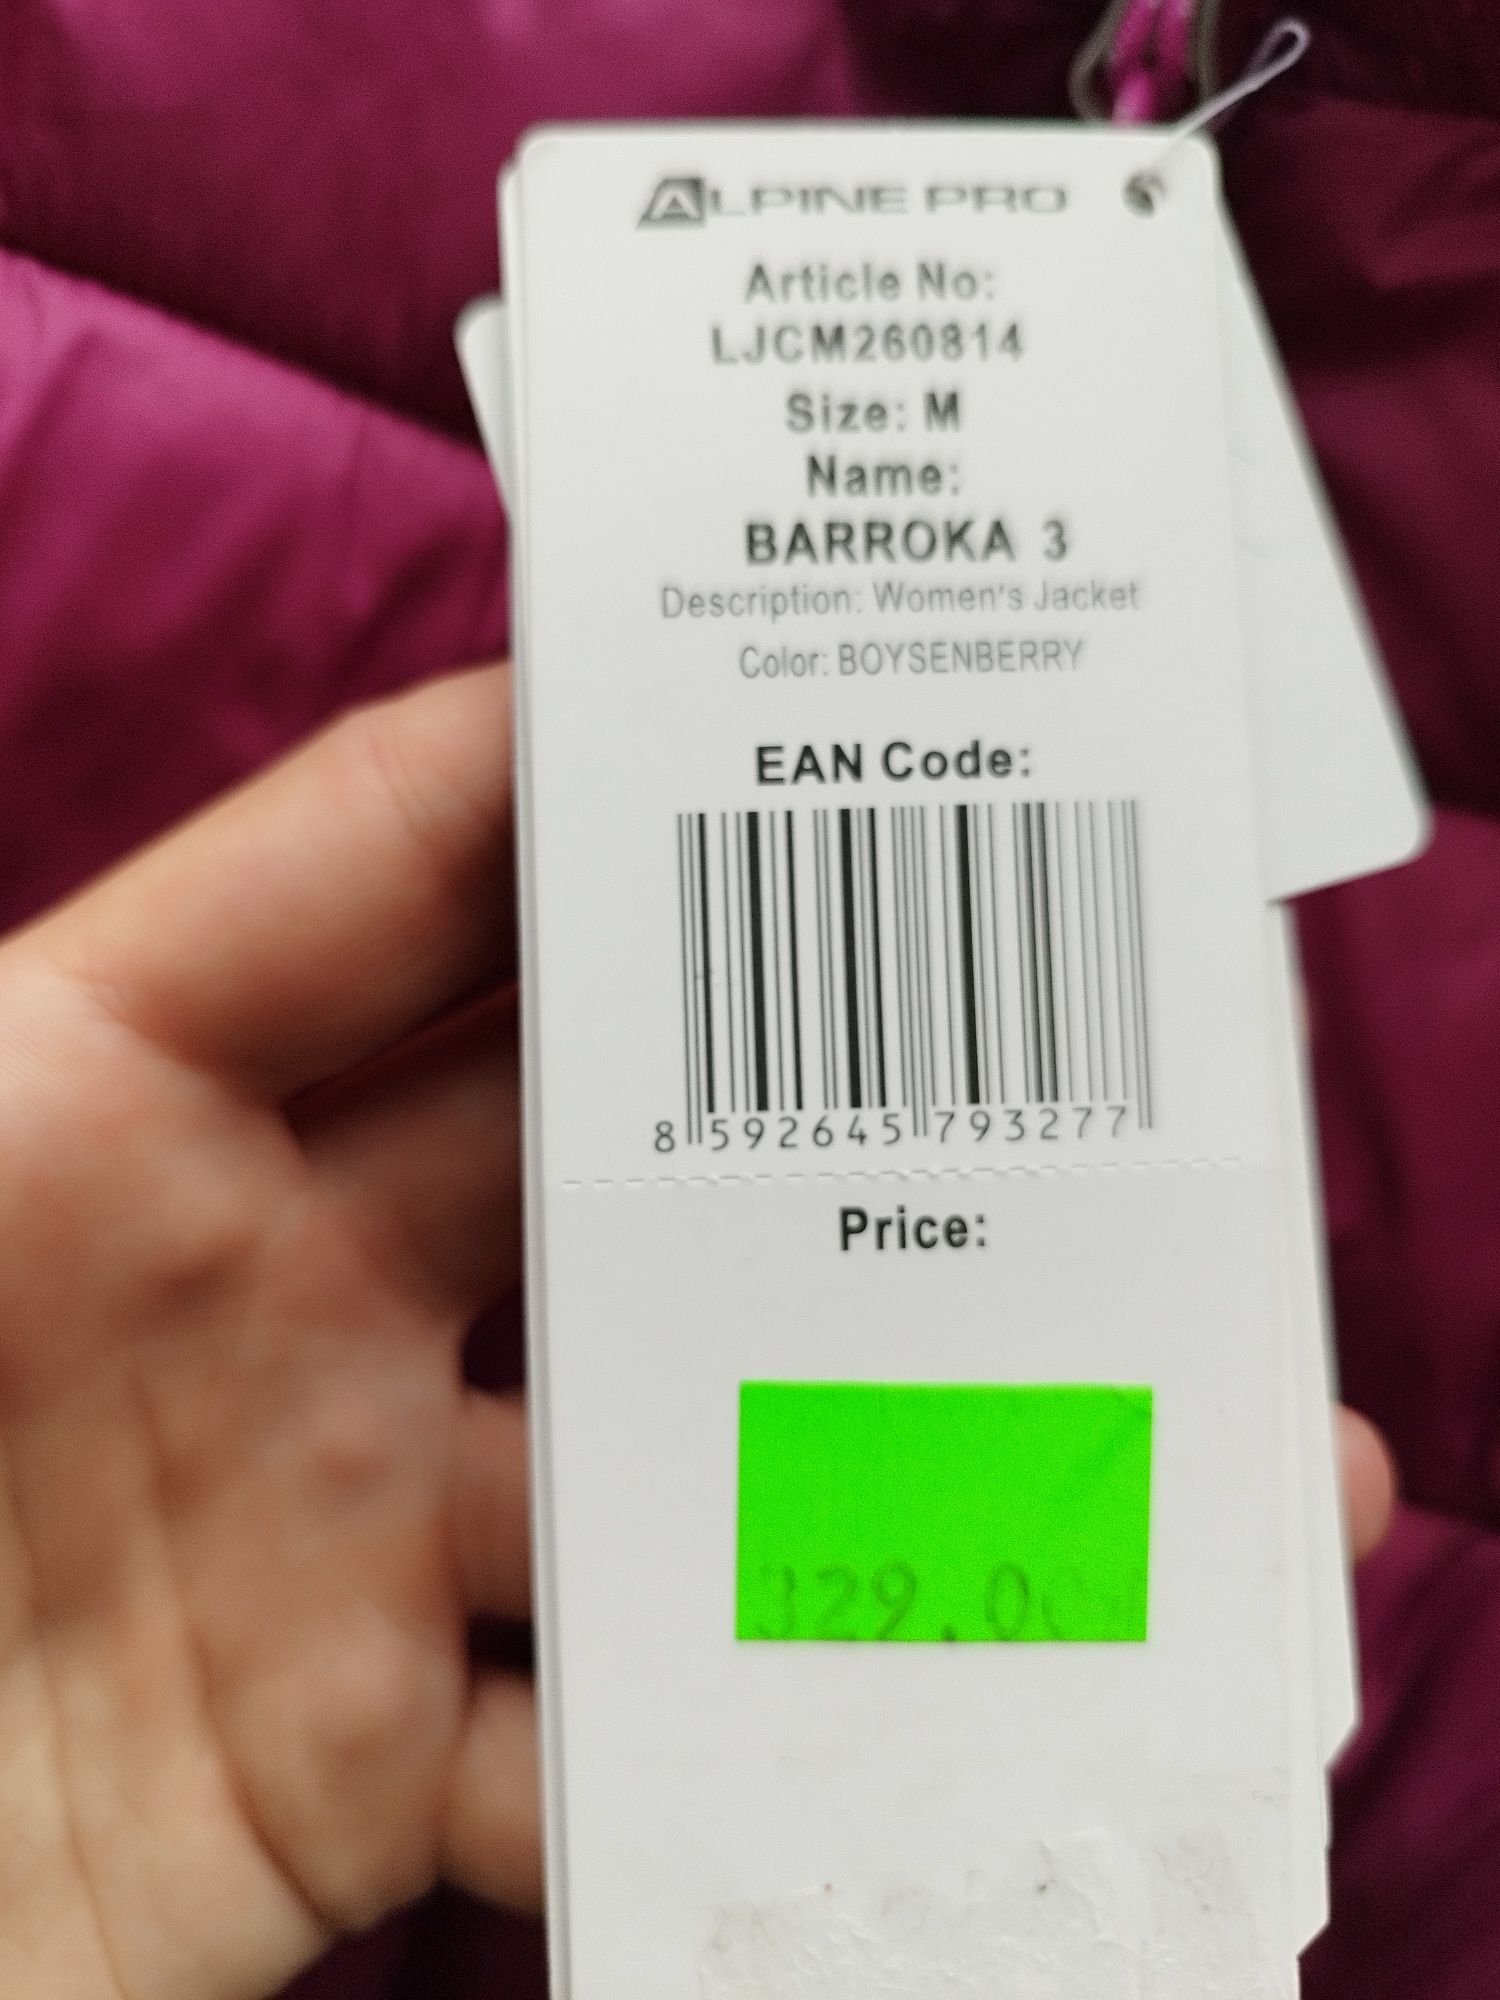 ALPINE PRO
Article No:
LJCM260814
Size: M
Name:
BARROKA 3
Description: Women's Jacket
Color: BOYSENBERRY
EAN Code:
8 592645 793277
Price:
329.00